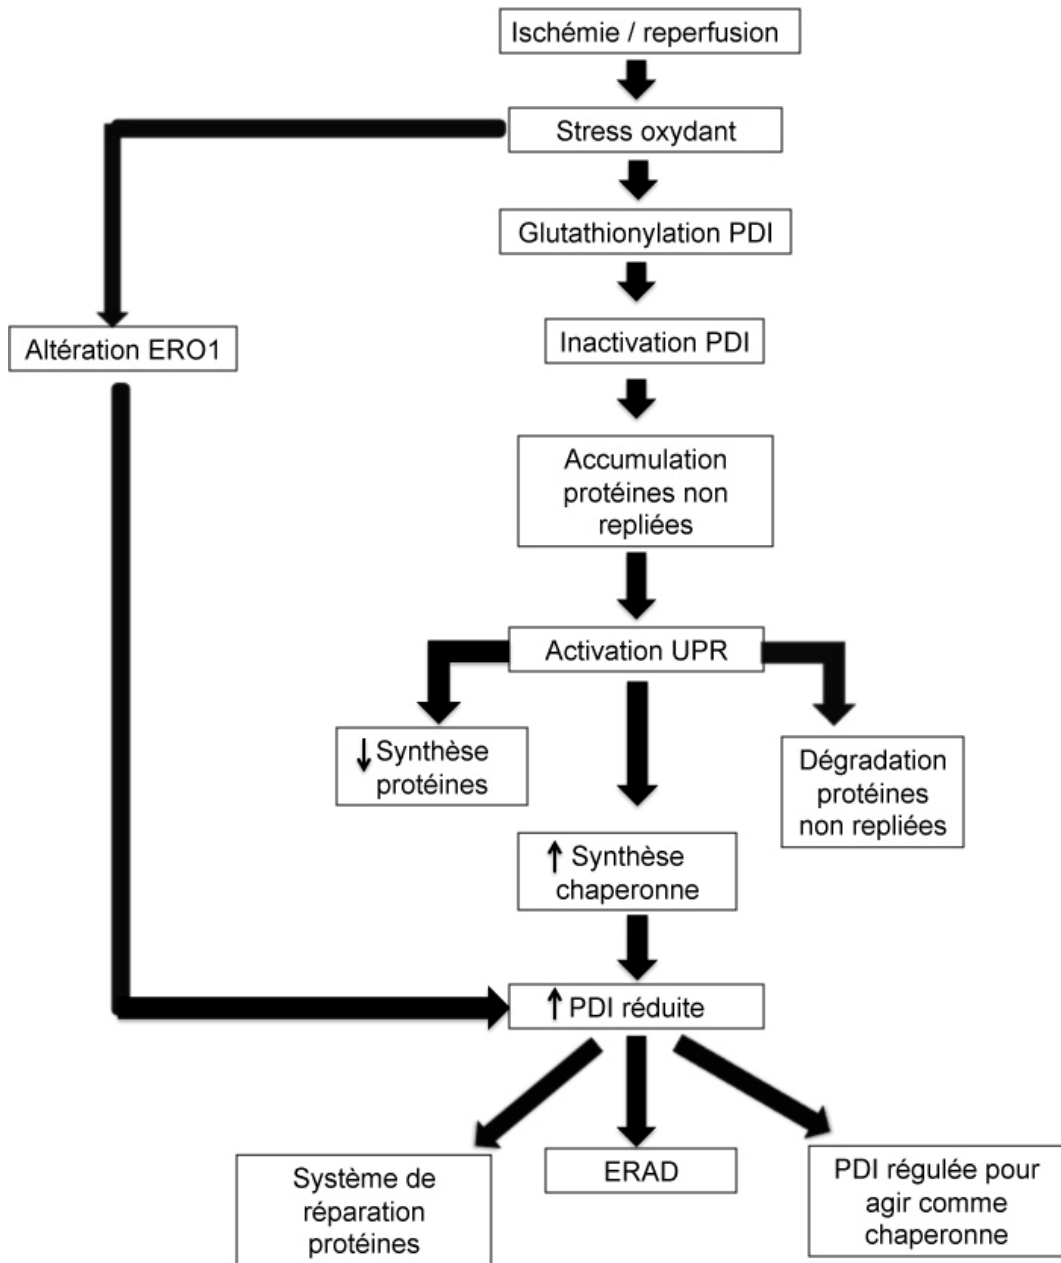 Ischémie / reperfusion
Stress oxydant
Glutathionylation PDI
Altération ERO1
Inactivation PDI
Accumulation
protéines non
repliées
Activation UPR
↓ Synthèse
protéines
Dégradation
protéines
non repliées
↑ Synthèse
chaperonne
↑ PDI réduite
Système de
réparation
protéines
ERAD
PDI régulée pour
agir comme
chaperonne